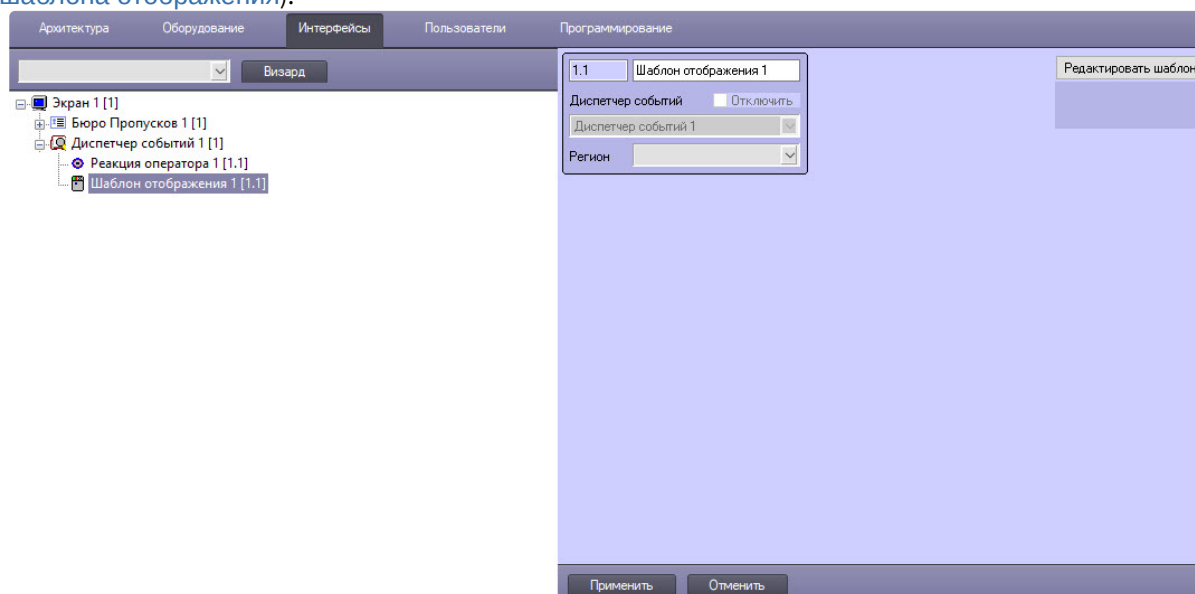 шаблона отображения).
Архитектура Оборудование Интерфейсы Пользователи Программирование
Визард
Экран 1 [1]
Бюро Пропусков 1 [1]
Диспетчер событий 1 [1]
Реакция оператора 1 [1.1]
Шаблон отображения 1 [1.1]
1.1 Шаблон отображения 1
Диспетчер событий Отключить
Диспетчер событий 1
Регион
Редактировать шаблон
Применить Отменить